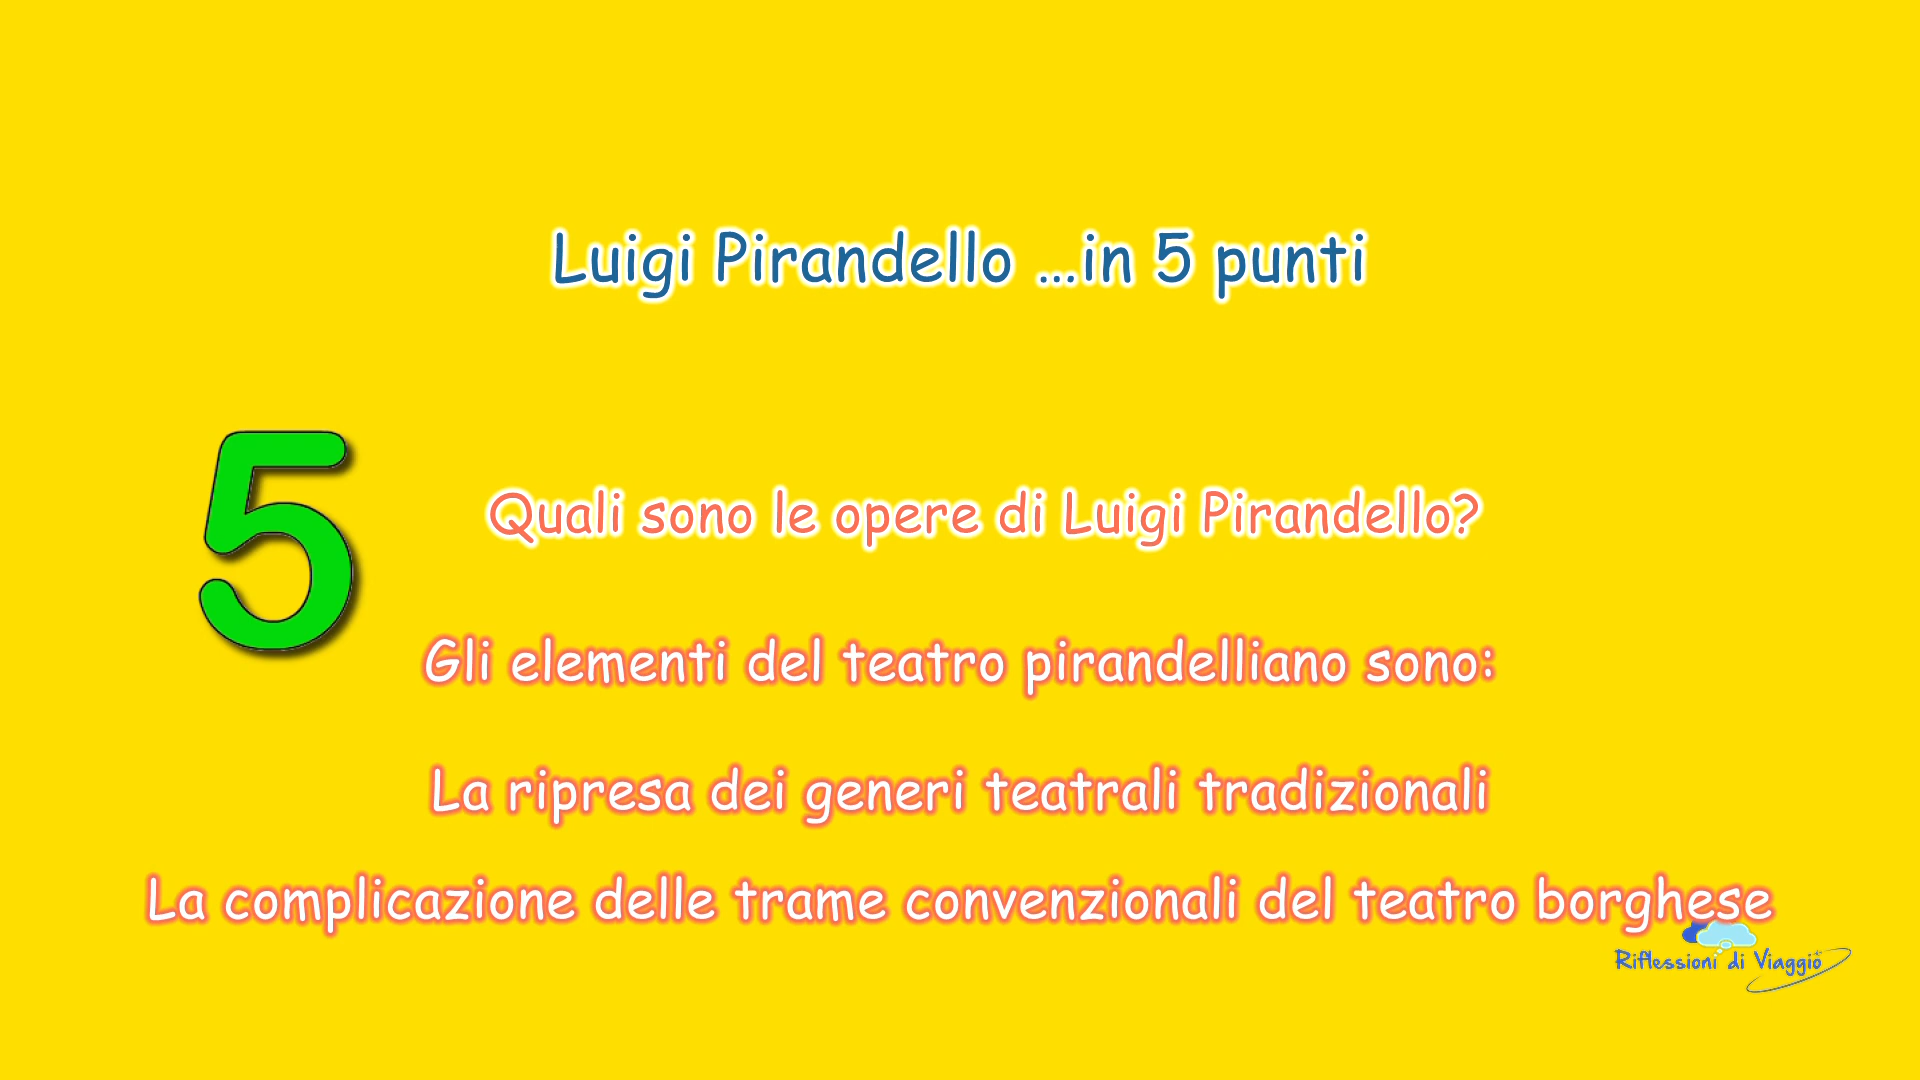 Luigi Pirandello ...in 5 punti
5
Quali sono le opere di Luigi Pirandello?
Gli elementi del teatro pirandelliano sono:
La ripresa dei generi teatrali tradizionali
La complicazione delle trame convenzionali del teatro borghese
Riflessioni di Viaggio